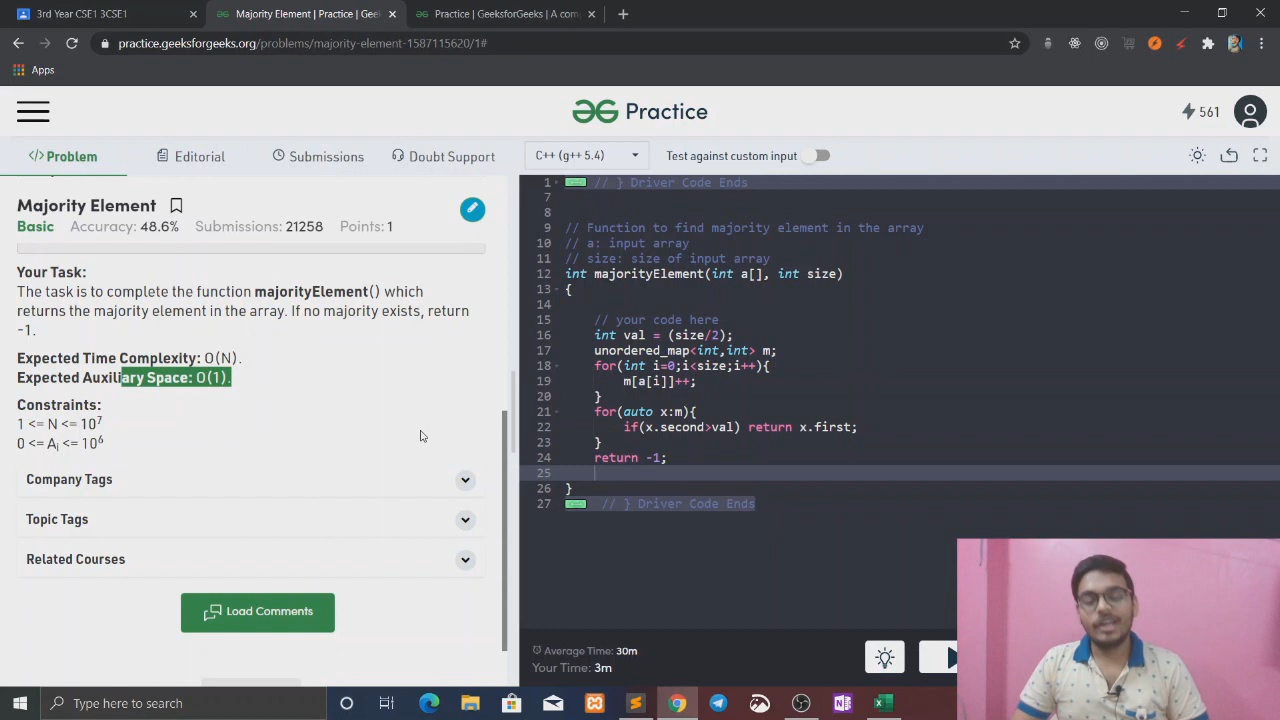 3rd Year CSE1 3CSE1
Majority Element | Practice | Geek
Practice | GeeksforGeeks | A com
practice.geeksforgeeks.org/problems/majority-element-1587115620/1#
Apps
Practice
561
</> Problem
Editorial
Submissions
Doubt Support
C++ (g++ 5.4)
Test against custom input
Majority Element
Basic Accuracy: 48.6% Submissions: 21258 Points: 1
Your Task:
The task is to complete the function majorityElement() which
returns the majority element in the array. If no majority exists, return
-1.
Expected Time Complexity: O(N).
Expected Auxiliary Space: O(1).
Constraints:
1 <= N <= 10⁷
0 <= Aᵢ <= 10⁶
Company Tags
Topic Tags
Related Courses
Load Comments
1 // } Driver Code Ends
7
8
9 // Function to find majority element in the array
10 // a: input array
11 // size: size of input array
12 int majorityElement(int a[], int size)
13 {
14
15 // your code here
16 int val = (size/2);
17 unordered_map<int,int> m;
18 for(int i=0;i<size;i++){
19 m[a[i]]++;
20 }
21 for(auto x:m){
22 if(x.second>val) return x.first;
23 }
24 return -1;
25
26 }
27 // } Driver Code Ends
Average Time: 30m
Your Time: 3m
Type here to search